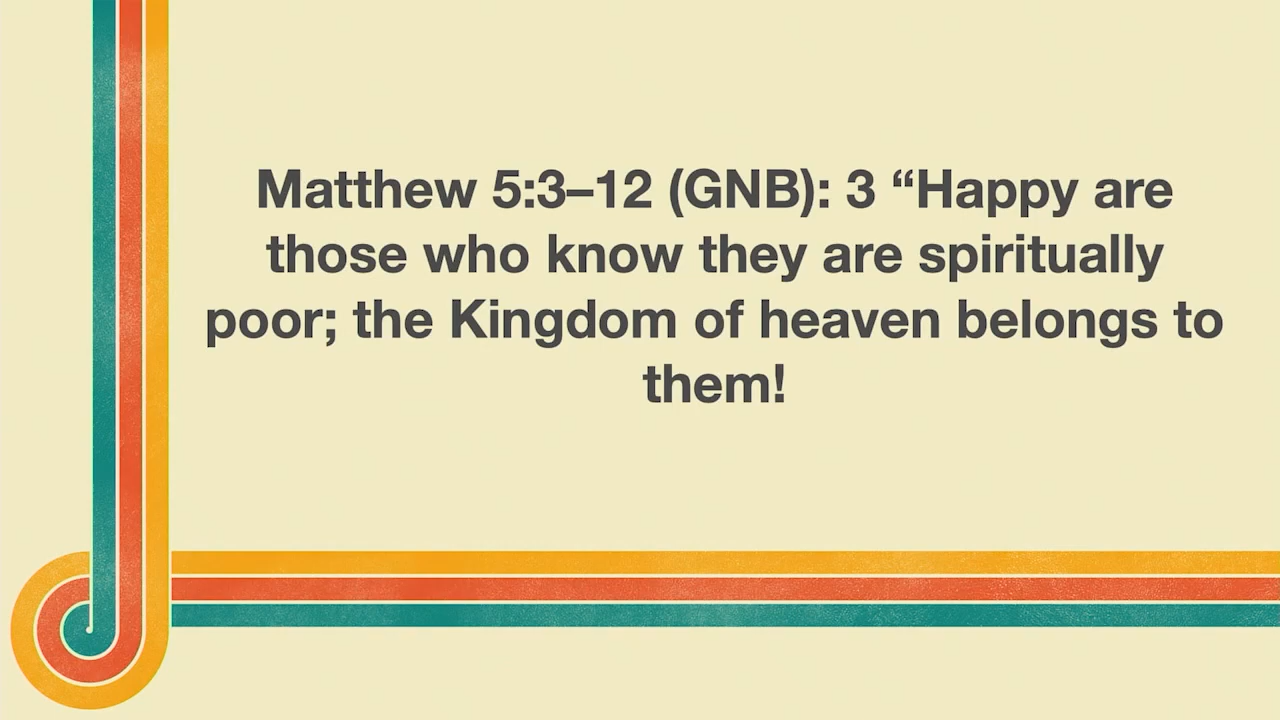 Matthew 5:3–12 (GNB): 3 “Happy are
those who know they are spiritually
poor; the Kingdom of heaven belongs to
them!